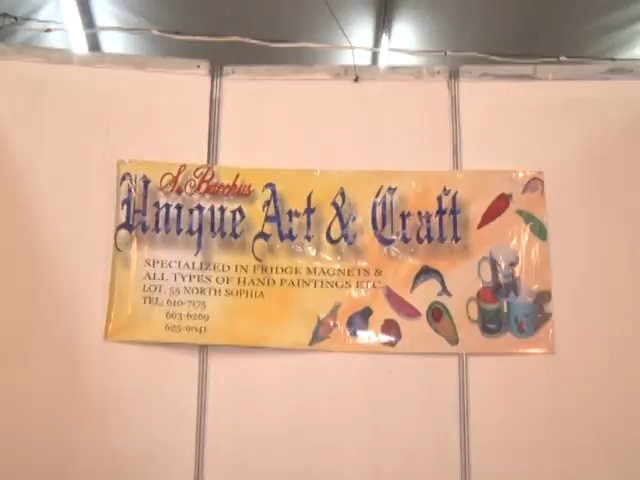 S. Bacchus
Unique Art & Craft
SPECIALIZED IN FRIDGE MAGNETS &
ALL TYPES OF HAND PAINTINGS ETC.
LOT. 55 NORTH SOPHIA
TEL: 610-7175
663-6269
625-9041